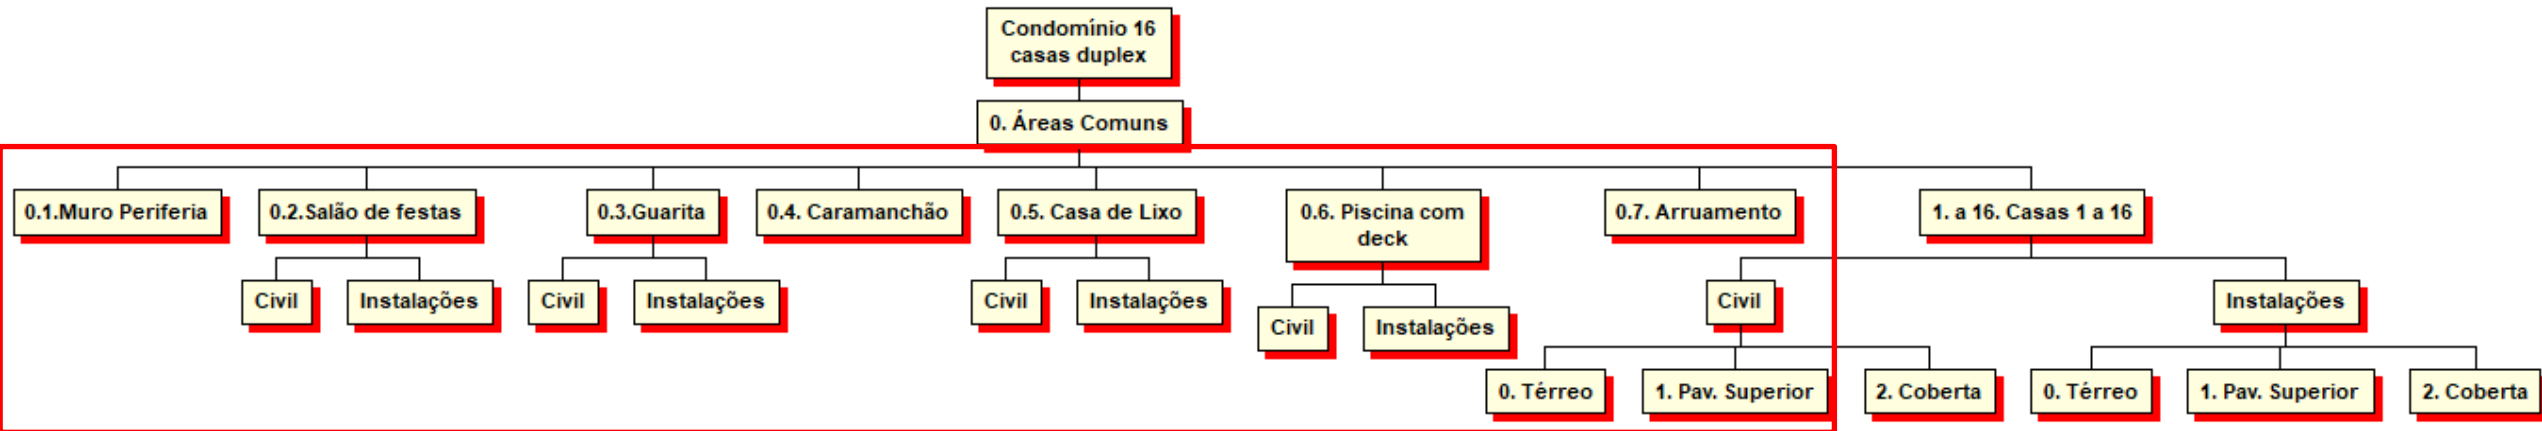 Condomínio 16
casas duplex
0. Áreas Comuns
0.1.Muro Periferia
0.2.Salão de festas
0.3.Guarita
0.4. Caramanchão
0.5. Casa de Lixo
0.6. Piscina com
deck
0.7. Arruamento
1. a 16. Casas 1 a 16
Civil
Instalações
Civil
Instalações
Civil
Instalações
Civil
Instalações
Civil
Instalações
0. Térreo
1. Pav. Superior
2. Coberta
0. Térreo
1. Pav. Superior
2. Coberta